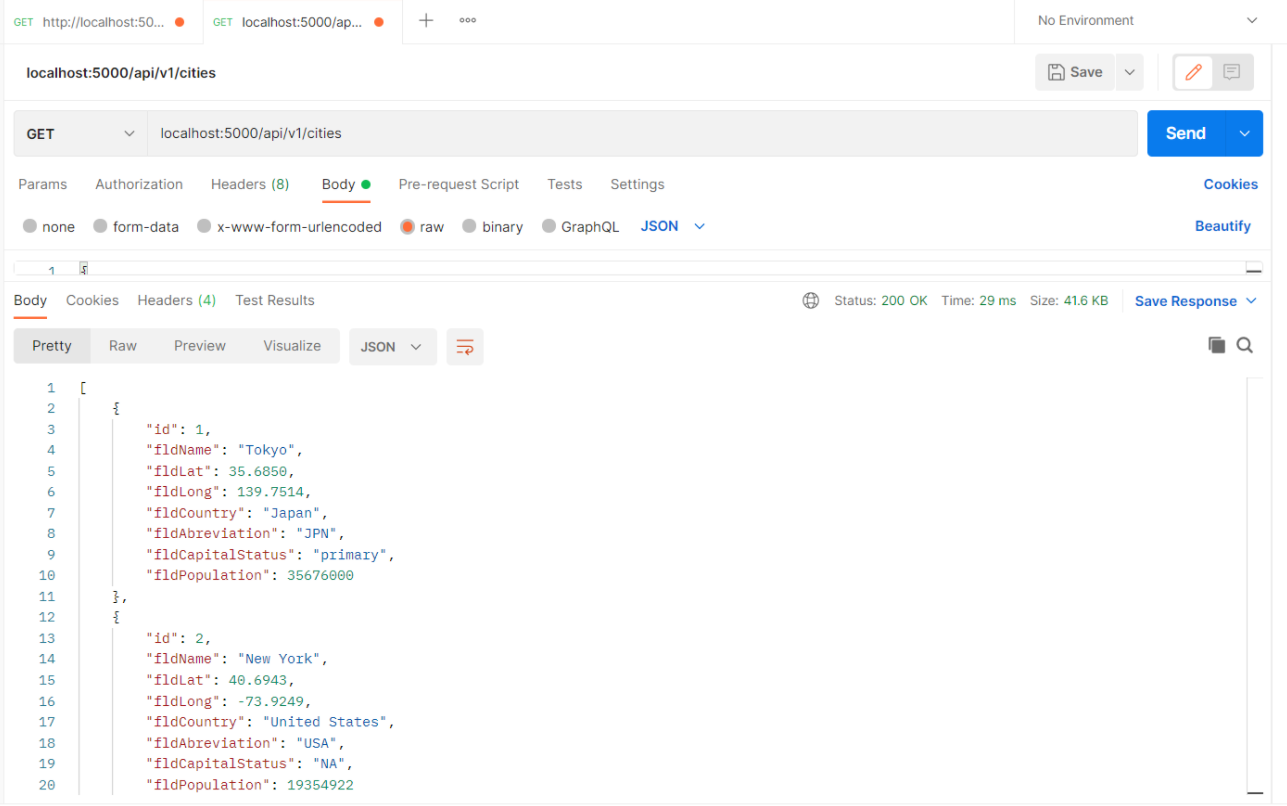 GET http://localhost:50... GET localhost:5000/ap... No Environment
localhost:5000/api/v1/cities Save
GET localhost:5000/api/v1/cities Send
Params Authorization Headers (8) Body Pre-request Script Tests Settings Cookies
none form-data x-www-form-urlencoded raw binary GraphQL JSON Beautify
1 {
Body Cookies Headers (4) Test Results Status: 200 OK Time: 29 ms Size: 41.6 KB Save Response
Pretty Raw Preview Visualize JSON
1 [
2 {
3 "id": 1,
4 "fldName": "Tokyo",
5 "fldLat": 35.6850,
6 "fldLong": 139.7514,
7 "fldCountry": "Japan",
8 "fldAbreviation": "JPN",
9 "fldCapitalStatus": "primary",
10 "fldPopulation": 35676000
11 },
12 {
13 "id": 2,
14 "fldName": "New York",
15 "fldLat": 40.6943,
16 "fldLong": -73.9249,
17 "fldCountry": "United States",
18 "fldAbreviation": "USA",
19 "fldCapitalStatus": "NA",
20 "fldPopulation": 19354922